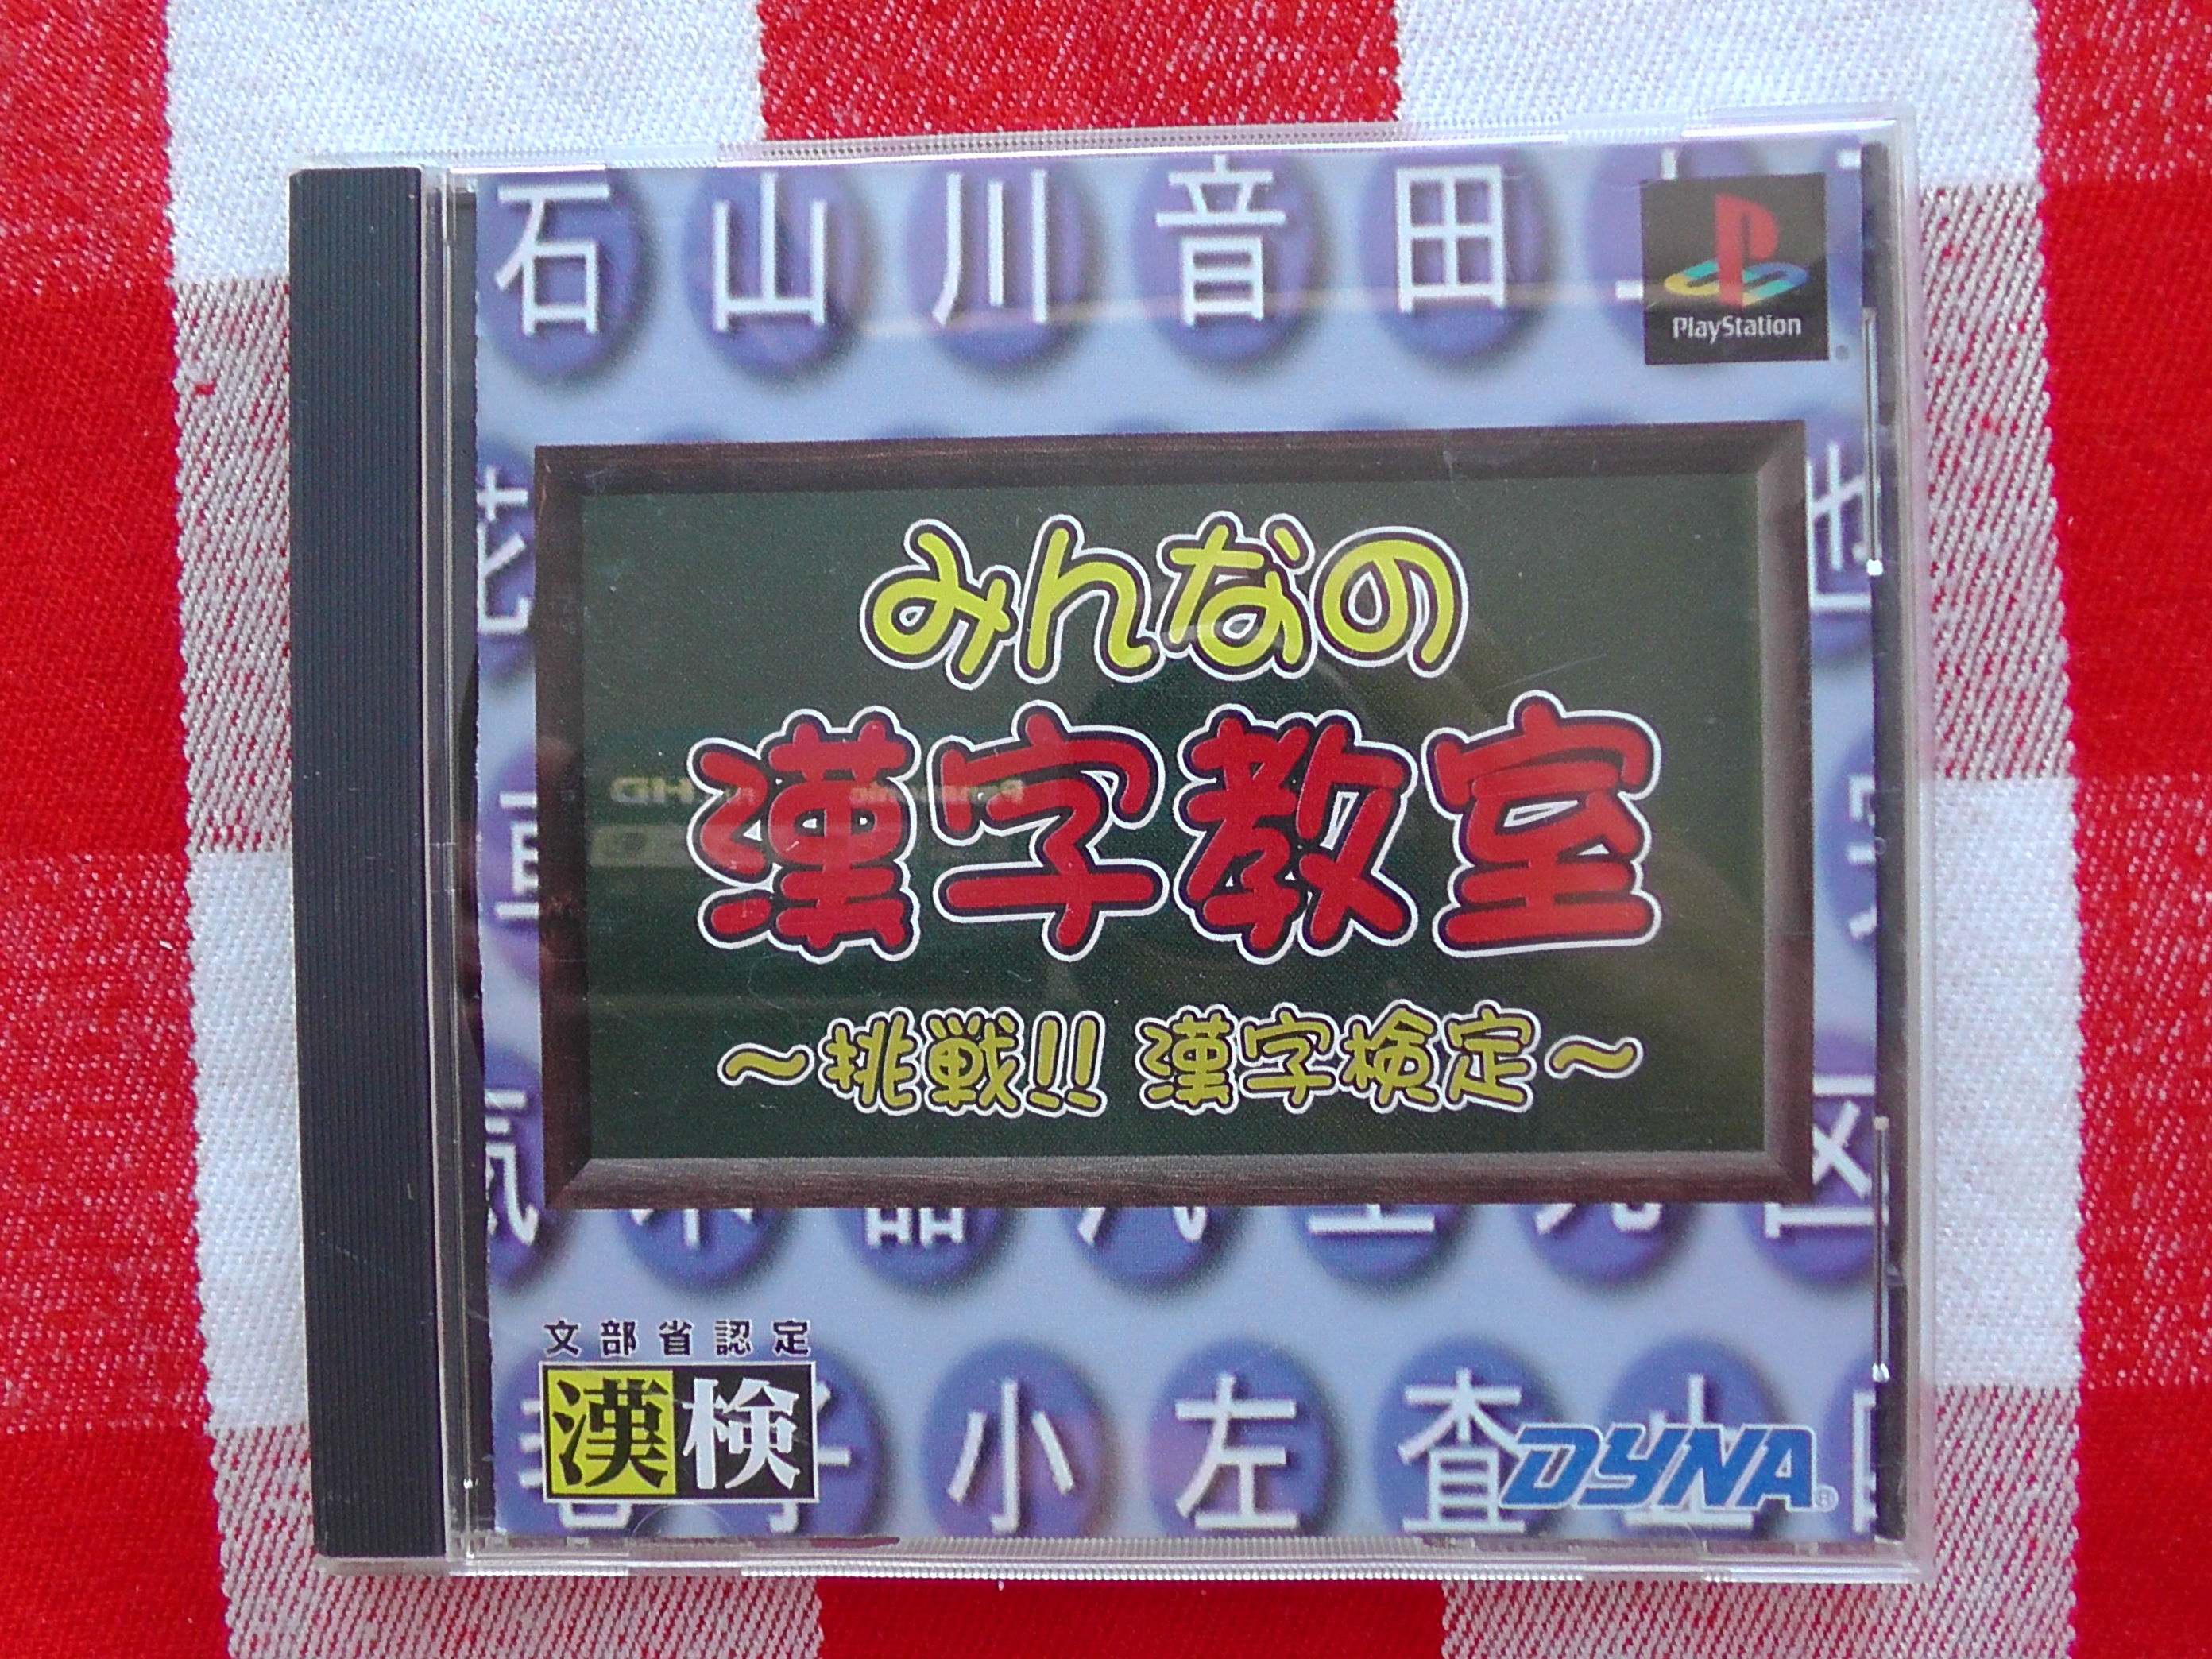 石 山 川 音 田
PlayStation
みんなの
漢字教室
～挑戦!! 漢字検定～
文部省認定
漢検
小 左 査
DYNA